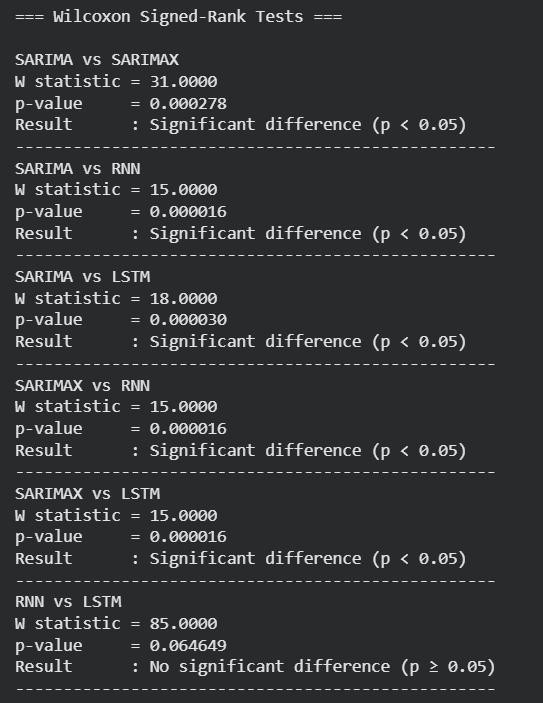 === Wilcoxon Signed-Rank Tests ===
SARIMA vs SARIMAX
W statistic = 31.0000
p-value     = 0.000278
Result      : Significant difference (p < 0.05)
--------------------------------------------------
SARIMA vs RNN
W statistic = 15.0000
p-value     = 0.000016
Result      : Significant difference (p < 0.05)
--------------------------------------------------
SARIMA vs LSTM
W statistic = 18.0000
p-value     = 0.000030
Result      : Significant difference (p < 0.05)
--------------------------------------------------
SARIMAX vs RNN
W statistic = 15.0000
p-value     = 0.000016
Result      : Significant difference (p < 0.05)
--------------------------------------------------
SARIMAX vs LSTM
W statistic = 15.0000
p-value     = 0.000016
Result      : Significant difference (p < 0.05)
--------------------------------------------------
RNN vs LSTM
W statistic = 85.0000
p-value     = 0.064649
Result      : No significant difference (p ≥ 0.05)
--------------------------------------------------